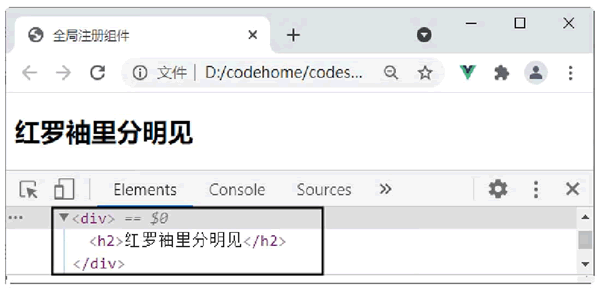 全局注册组件
文件 D:/codehome/codes...
红罗袖里分明见
Elements Console Sources
<div> == $0
<h2>红罗袖里分明见</h2>
</div>